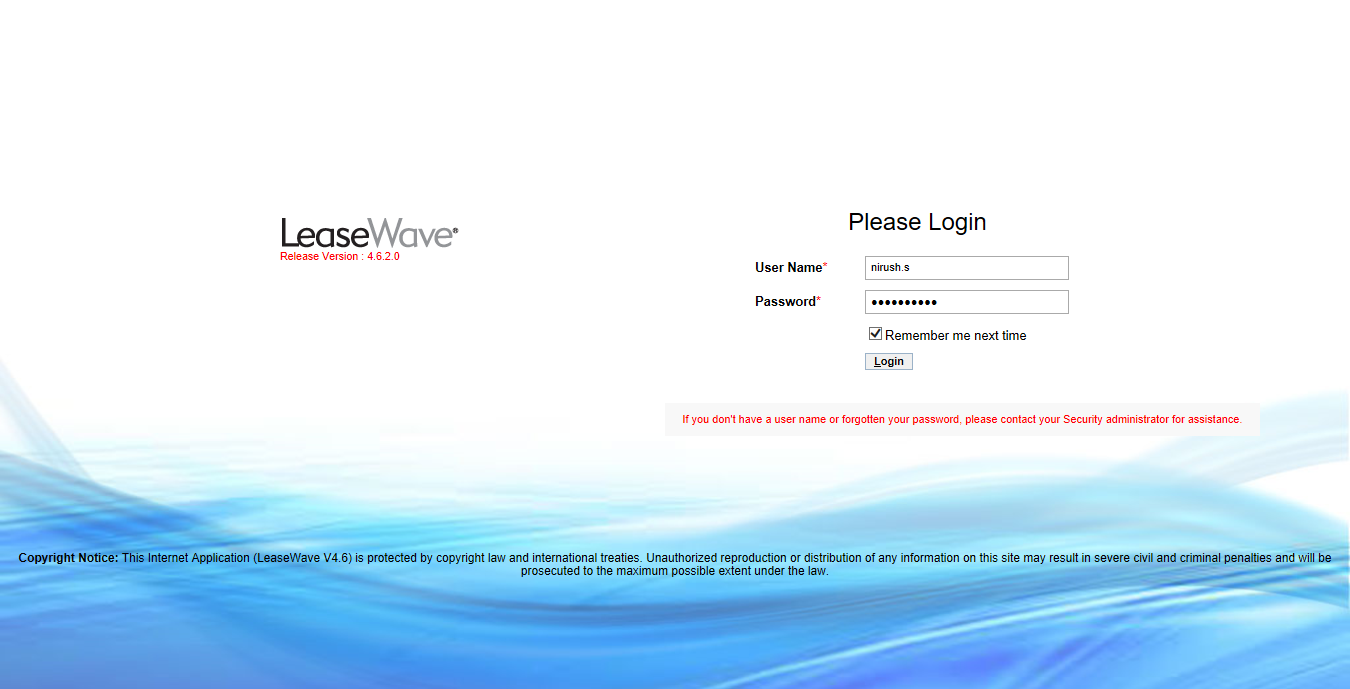 LeaseWave®
Release Version : 4.6.2.0
Please Login
User Name* nirush.s
Password* ••••••••••
Remember me next time
Login
If you don't have a user name or forgotten your password, please contact your Security administrator for assistance.
Copyright Notice: This Internet Application (LeaseWave V4.6) is protected by copyright law and international treaties. Unauthorized reproduction or distribution of any information on this site may result in severe civil and criminal penalties and will be
prosecuted to the maximum possible extent under the law.